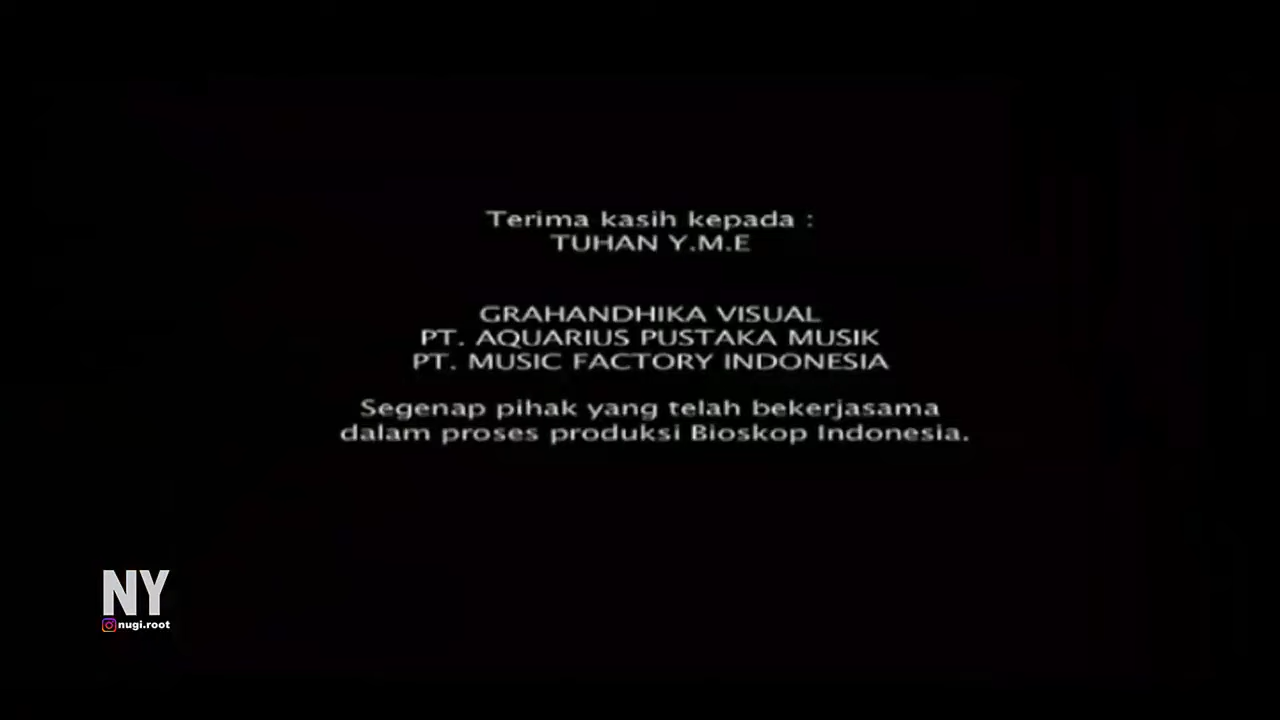 Terima kasih kepada :
TUHAN Y.M.E
GRAHANDHIKA VISUAL
PT. AQUARIUS PUSTAKA MUSIK
PT. MUSIC FACTORY INDONESIA
Segenap pihak yang telah bekerjasama
dalam proses produksi Bioskop Indonesia.
NY
nugi.root